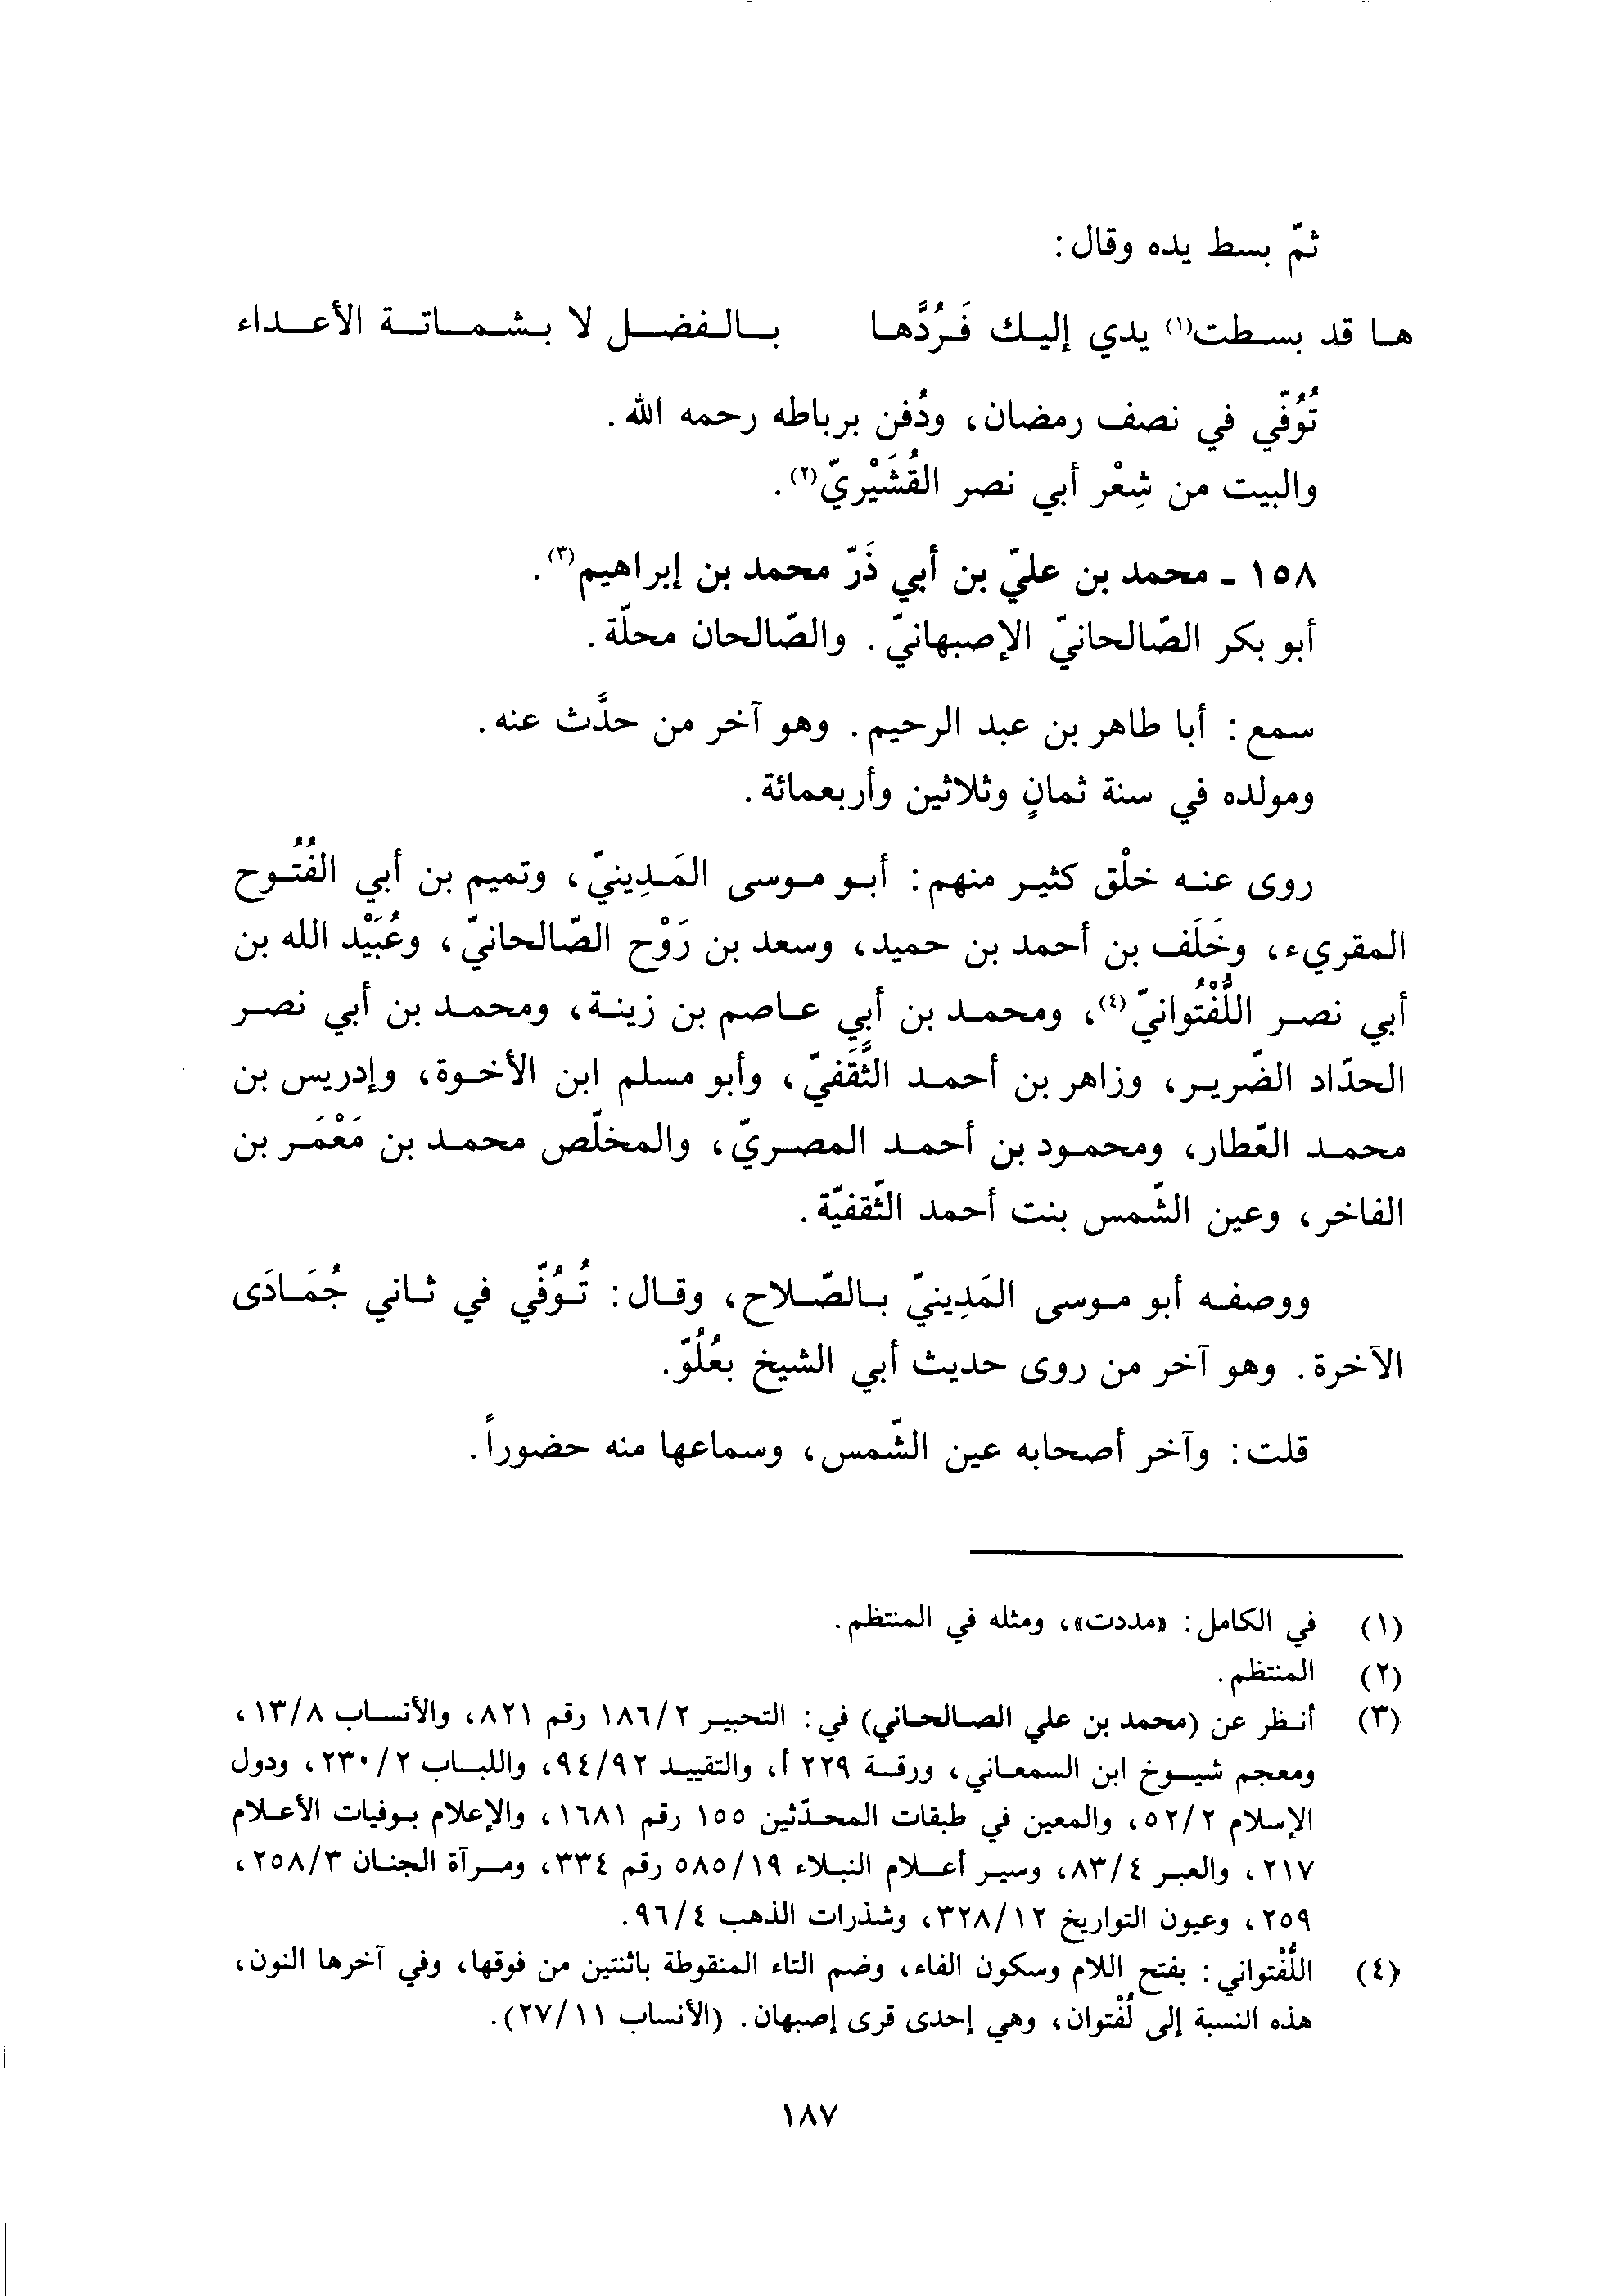 ثمّ بسط يده وقال:
ها قد بسطت(١) يدي إليك فَرُدَّها بالفضل لا بشماتة الأعداء
تُوُفّي في نصف رمضان، ودُفن برباطه رحمه الله.
والبيت من شِعْر أبي نصر القُشَيْريّ(٢).
١٥٨ - محمد بن عليّ بن أبي ذَرّ محمد بن إبراهيم(٣).
أبو بكر الصّالحانيّ الإصبهانيّ. والصّالحان محلّة.
سمع: أبا طاهر بن عبد الرحيم. وهو آخر من حدَّث عنه.
ومولده في سنة ثمانٍ وثلاثين وأربعمائة.
روى عنه خلْق كثير منهم: أبو موسى المَدِينيّ، وتميم بن أبي الفُتُوح
المقريء، وخَلَف بن أحمد بن حميد، وسعد بن رَوْح الصّالحانيّ، وعُبَيْد الله بن
أبي نصر اللُّفْتُوانيّ(٤)، ومحمد بن أبي عاصم بن زينة، ومحمد بن أبي نصر
الحدّاد الضّرير، وزاهر بن أحمد الثَّقَفيّ، وأبو مسلم ابن الأخوة، وإدريس بن
محمد العّطار، ومحمود بن أحمد المصريّ، والمخلّص محمد بن مَعْمَر بن
الفاخر، وعين الشّمس بنت أحمد الثّقفيّة.
ووصفه أبو موسى المَدِينيّ بالصّلاح، وقال: تُوُفّي في ثاني جُمَادَى
الآخرة. وهو آخر من روى حديث أبي الشيخ بعُلُوّ.
قلت: وآخر أصحابه عين الشّمس، وسماعها منه حضوراً.
(١) في الكامل: «مددت»، ومثله في المنتظم.
(٢) المنتظم.
(٣) أنظر عن (محمد بن علي الصالحاني) في: التحبير ١٨٦/٢ رقم ٨٢١، والأنساب ١٣/٨،
ومعجم شيوخ ابن السمعاني، ورقة ٢٢٩ أ، والتقييد ٩٤/٩٢، واللباب ٢٣٠/٢، ودول
الإسلام ٥٢/٢، والمعين في طبقات المحدّثين ١٥٥ رقم ١٦٨١، والإعلام بوفيات الأعلام
٢١٧، والعبر ٨٣/٤، وسير أعلام النبلاء ٥٨٥/١٩ رقم ٣٣٤، ومرآة الجنان ٢٥٨/٣،
٢٥٩، وعيون التواريخ ٣٢٨/١٢، وشذرات الذهب ٩٦/٤.
(٤) اللُّفْتواني: بفتح اللام وسكون الفاء، وضم التاء المنقوطة باثنتين من فوقها، وفي آخرها النون،
هذه النسبة إلى لُفْتوان، وهي إحدى قرى إصبهان. (الأنساب ٢٧/١١).
١٨٧